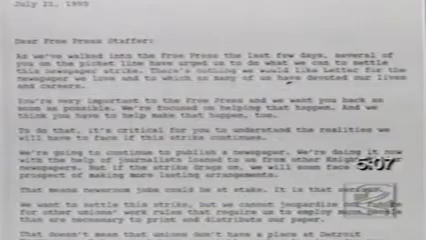 July 21, 1995
Dear Free Press Staffer:
As we've walked into the Free Press the last few days, several of
you on the picket line have urged us to do what we can to settle
this newspaper strike. There's nothing we would like better for the
newspaper we love and to which so many of us have devoted our lives
and careers.
You're very important to the Free Press and we want you back as
soon as possible. We're focused on helping that happen, too. And we
think you have to help make that happen, too.
To do that, it's critical for you to understand the realities we
will have to face if this strike continues.
We're going to continue to publish a newspaper. We're doing it now
with the help of journalists loaned to us from other Knight
newspapers. But if the strike drags on, we will soon face
prospect of making more lasting arrangements.
That means newsroom jobs could be at stake. It is that
We want to settle this strike, but we cannot jeopardize
for other unions' work rules that require us to employ more
than are necessary to print and distribute our paper.
That doesn't mean that unions don't have a place at Detroit
5:07